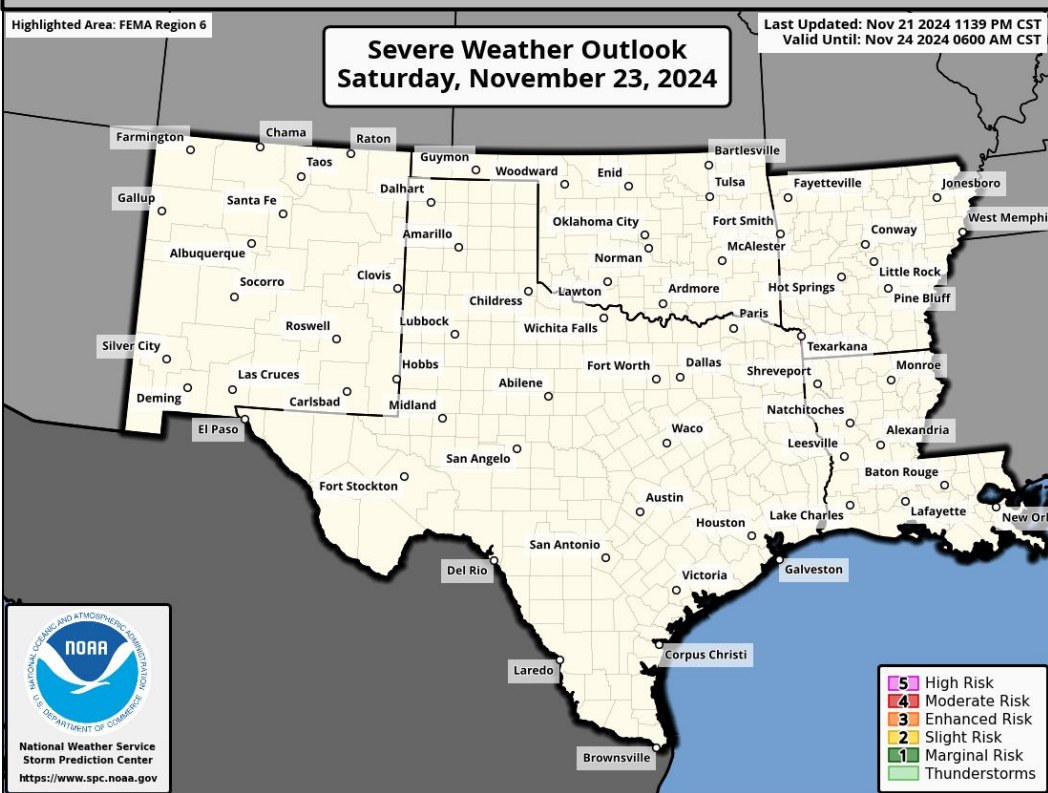 Highlighted Area: FEMA Region 6
Last Updated: Nov 21 2024 1139 PM CST
Valid Until: Nov 24 2024 0600 AM CST
Severe Weather Outlook
Saturday, November 23, 2024
Farmington
Chama
Raton
Taos
Guymon
Woodward
Enid
Bartlesville
Tulsa
Fayetteville
Jonesboro
Gallup
Santa Fe
Dalhart
Oklahoma City
Fort Smith
West Memphi
Albuquerque
Amarillo
Norman
McAlester
Conway
Socorro
Clovis
Childress
Lawton
Ardmore
Hot Springs
Little Rock
Pine Bluff
Roswell
Lubbock
Wichita Falls
Paris
Texarkana
Silver City
Las Cruces
Hobbs
Abilene
Fort Worth
Dallas
Shreveport
Monroe
Deming
Carlsbad
Midland
Natchitoches
El Paso
San Angelo
Waco
Leesville
Alexandria
Fort Stockton
Austin
Baton Rouge
Houston
Lake Charles
Lafayette
New Orl
Del Rio
San Antonio
Galveston
Victoria
Laredo
Corpus Christi
Brownsville
NATIONAL OCEANIC AND ATMOSPHERIC ADMINISTRATION
NOAA
U.S. DEPARTMENT OF COMMERCE
National Weather Service
Storm Prediction Center
https://www.spc.noaa.gov
5 High Risk
4 Moderate Risk
3 Enhanced Risk
2 Slight Risk
1 Marginal Risk
Thunderstorms